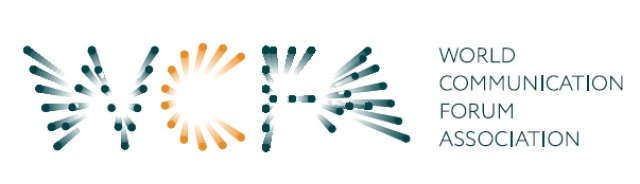 WCFA
WORLD
COMMUNICATION
FORUM
ASSOCIATION